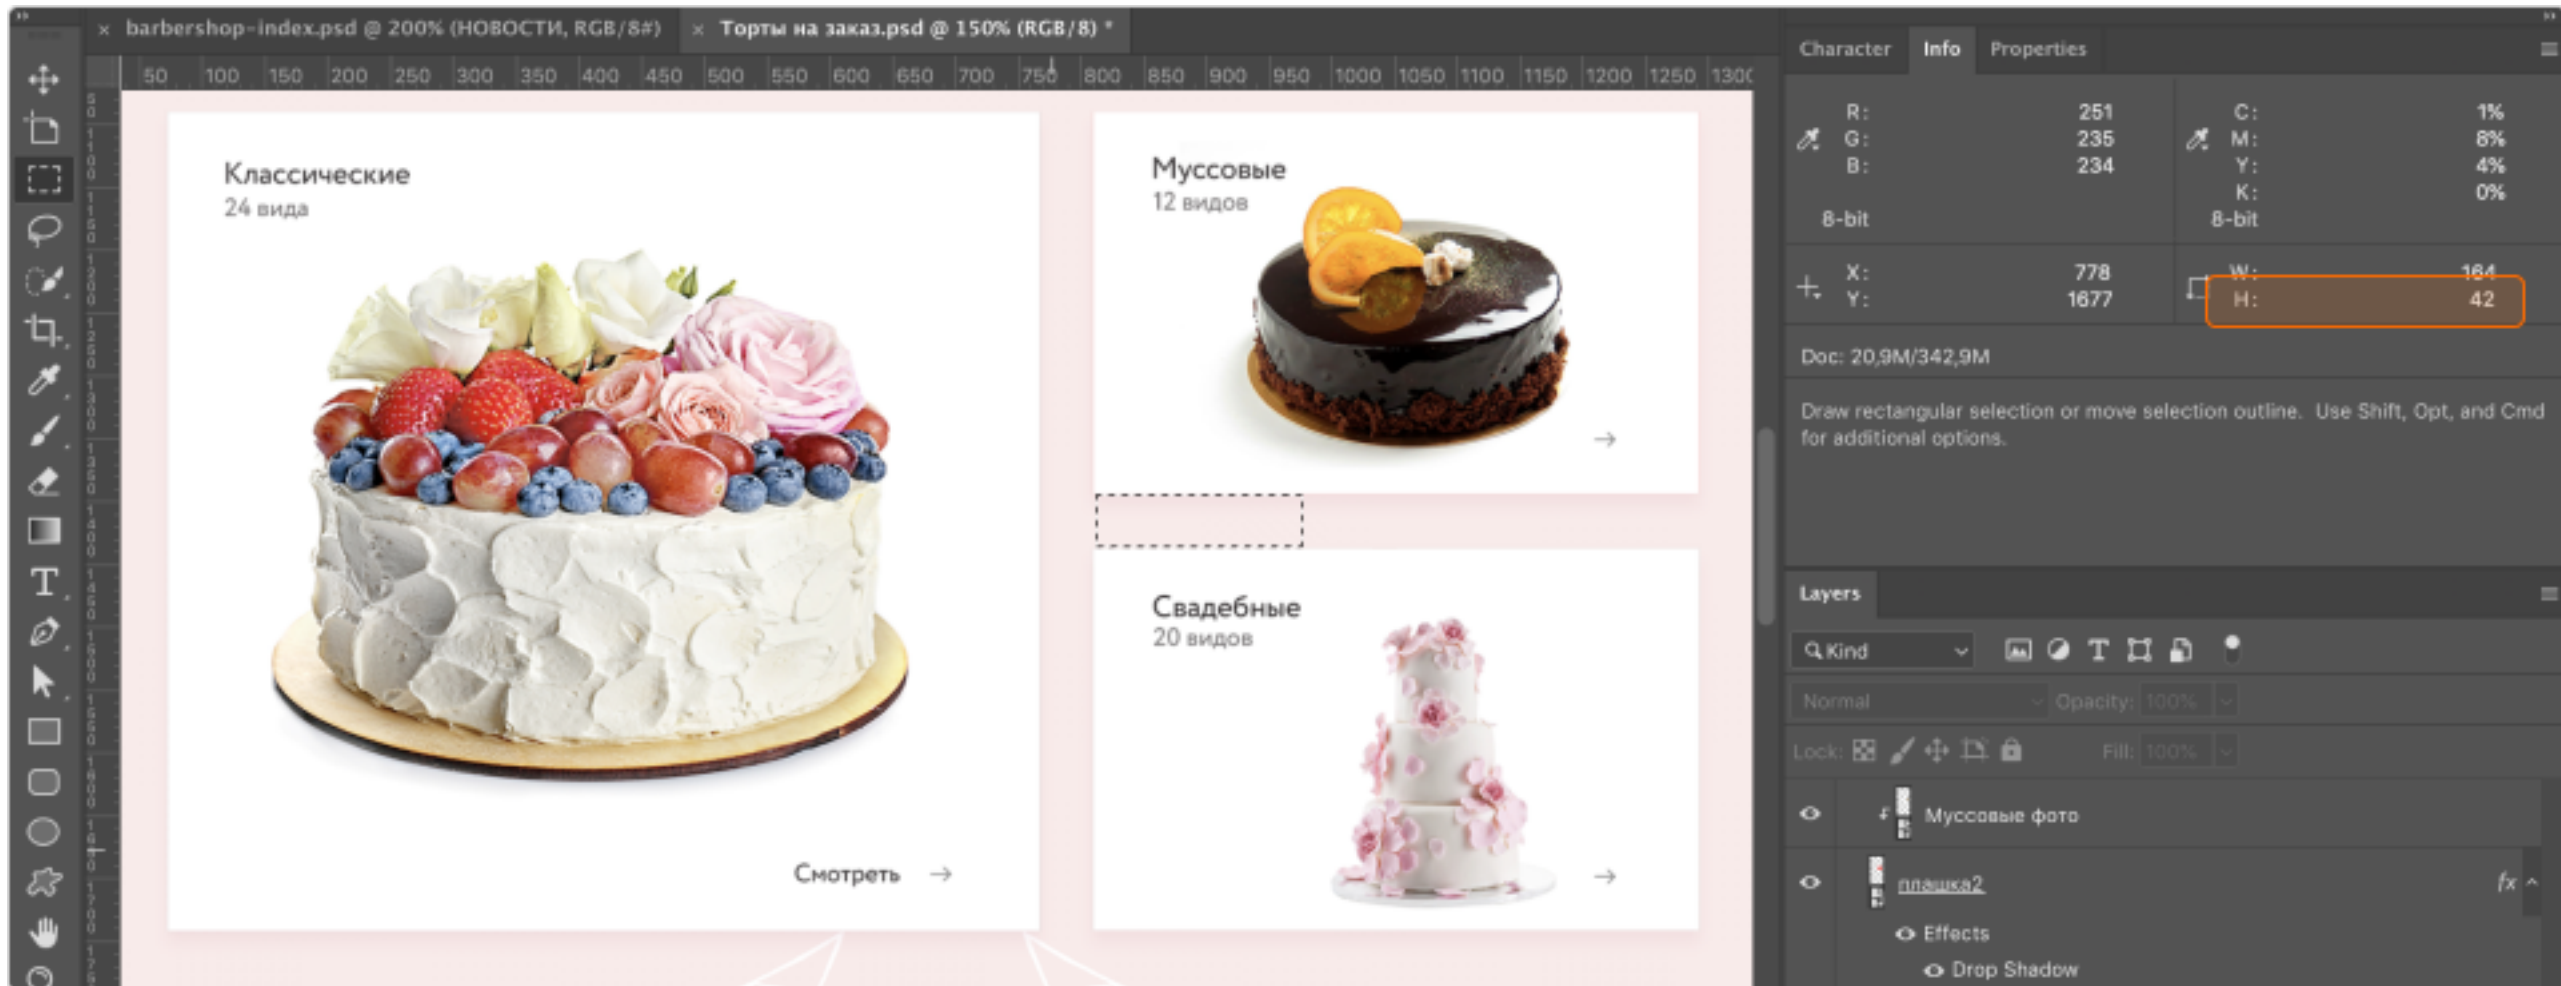 barbershop-index.psd @ 200% (НОВОСТИ, RGB/8#)
Торты на заказ.psd @ 150% (RGB/8) *
50 100 150 200 250 300 350 400 450 500 550 600 650 700 750 800 850 900 950 1000 1050 1100 1150 1200 1250 1300
Классические
24 вида
Смотреть →
Муссовые
12 видов
→
Свадебные
20 видов
→
Character Info Properties
R: 251 C: 1%
G: 235 M: 8%
B: 234 Y: 4%
K: 0%
8-bit 8-bit
X: 778 W: 164
Y: 1677 H: 42
Doc: 20,9M/342,9M
Draw rectangular selection or move selection outline. Use Shift, Opt, and Cmd
for additional options.
Layers
Kind
Normal Opacity: 100%
Lock: Fill: 100%
Муссовые фото
плашка2 fx
Effects
Drop Shadow